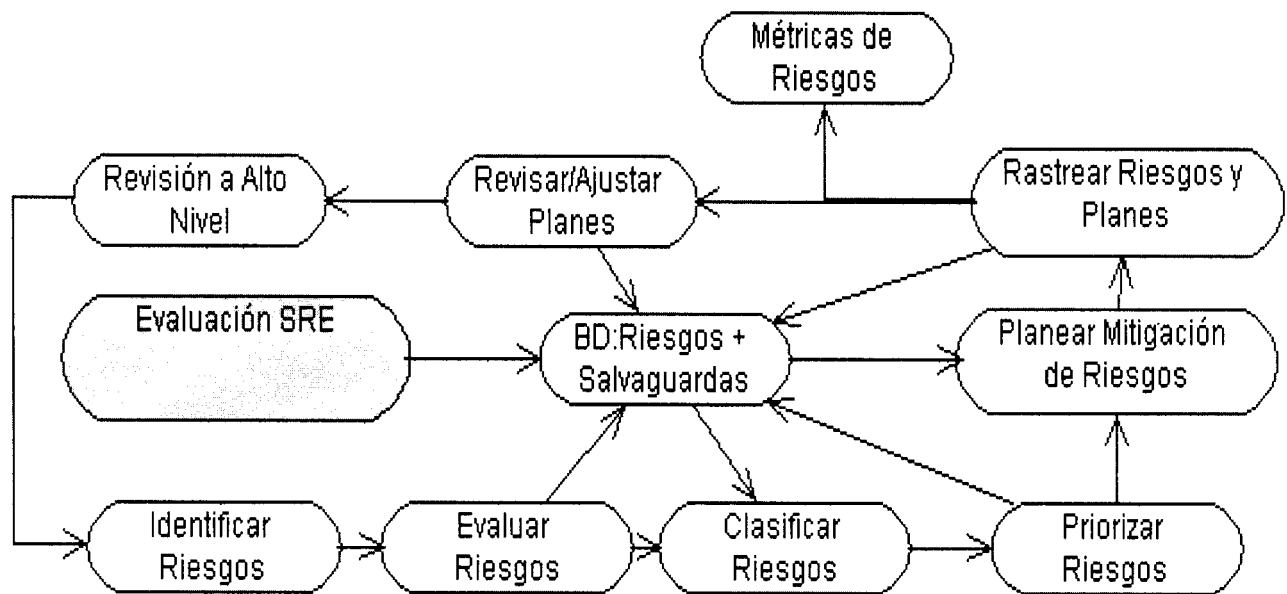 Métricas de
Riesgos
Revisión a Alto
Nivel
Revisar/Ajustar
Planes
Rastrear Riesgos y
Planes
Evaluación SRE
BD:Riesgos +
Salvaguardas
Planear Mitigación
de Riesgos
Identificar
Riesgos
Evaluar
Riesgos
Clasificar
Riesgos
Priorizar
Riesgos